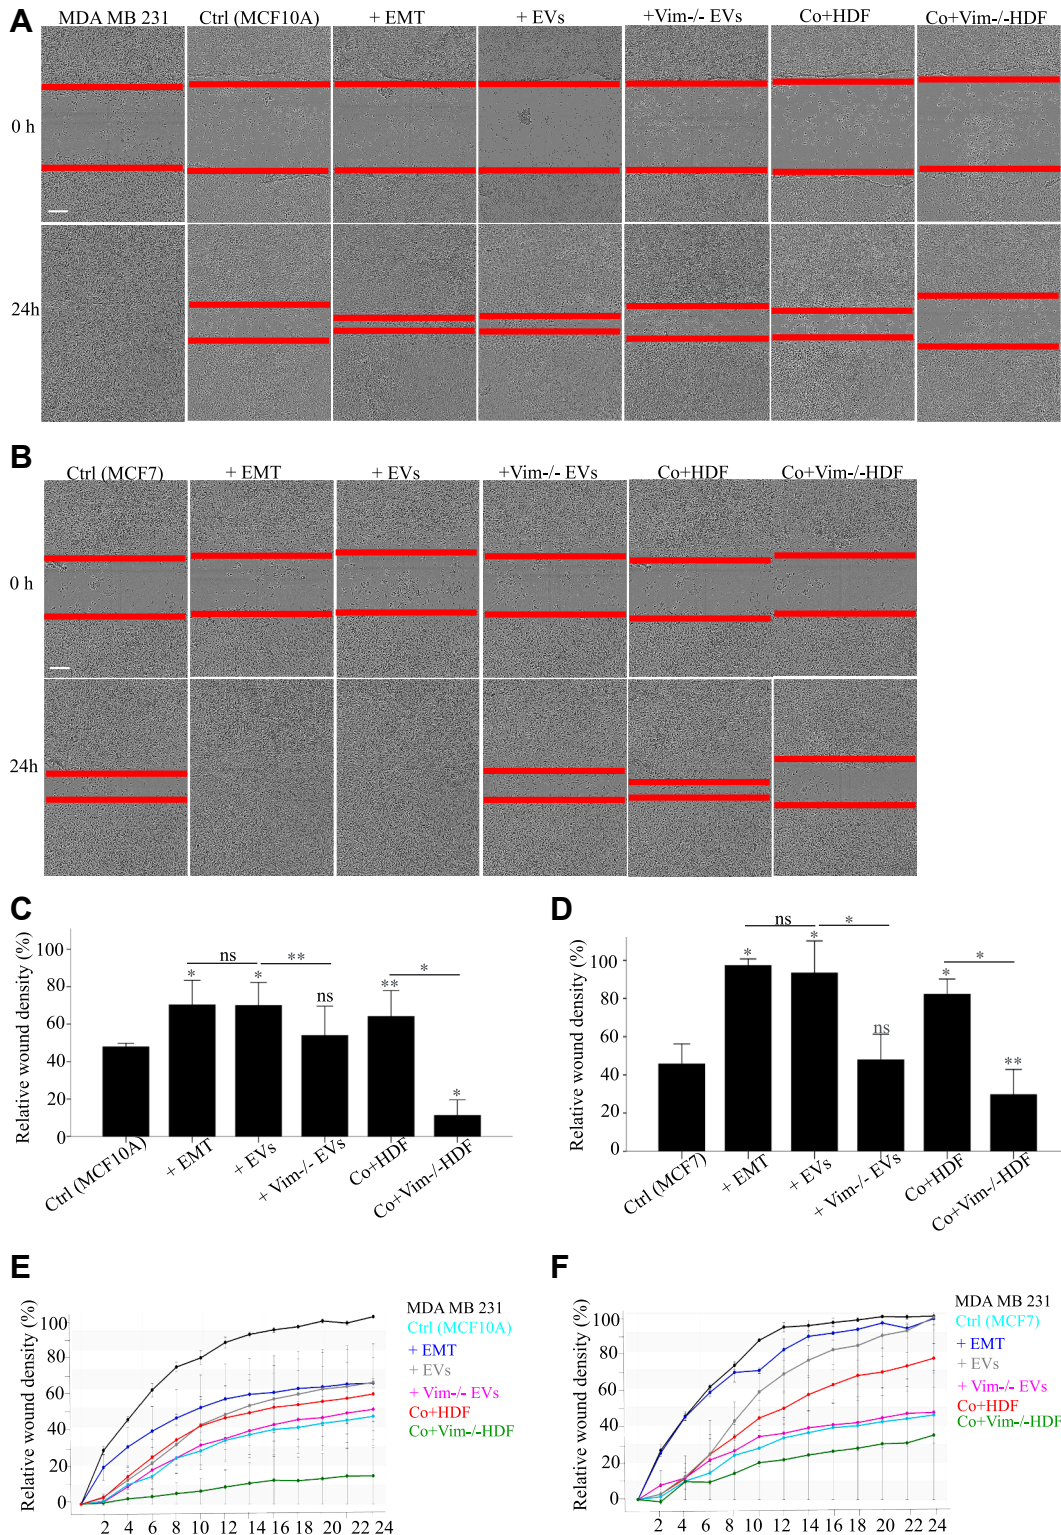 A
MDA MB 231 Ctrl (MCF10A) + EMT + EVs +Vim-/- EVs Co+HDF Co+Vim-/-HDF
0 h
24h
B
Ctrl (MCF7) + EMT + EVs +Vim-/- EVs Co+HDF Co+Vim-/-HDF
0 h
24h
C
Relative wound density (%)
100
80
60
40
20
0
* ns * ** ns ** * *
Ctrl (MCF10A) + EMT + EVs + Vim-/- EVs Co+HDF Co+Vim-/-HDF
D
Relative wound density (%)
100
80
60
40
20
0
* ns * * ns * * **
Ctrl (MCF7) + EMT + EVs + Vim-/- EVs Co+HDF Co+Vim-/-HDF
E
Relative wound density (%)
100
80
60
40
20
0
2 4 6 8 10 12 14 16 18 20 22 24
MDA MB 231
Ctrl (MCF10A)
+ EMT
+ EVs
+ Vim-/- EVs
Co+HDF
Co+Vim-/-HDF
F
Relative wound density (%)
100
80
60
40
20
0
2 4 6 8 10 12 14 16 18 20 22 24
MDA MB 231
Ctrl (MCF7)
+ EMT
+ EVs
+ Vim-/- EVs
Co+HDF
Co+Vim-/-HDF